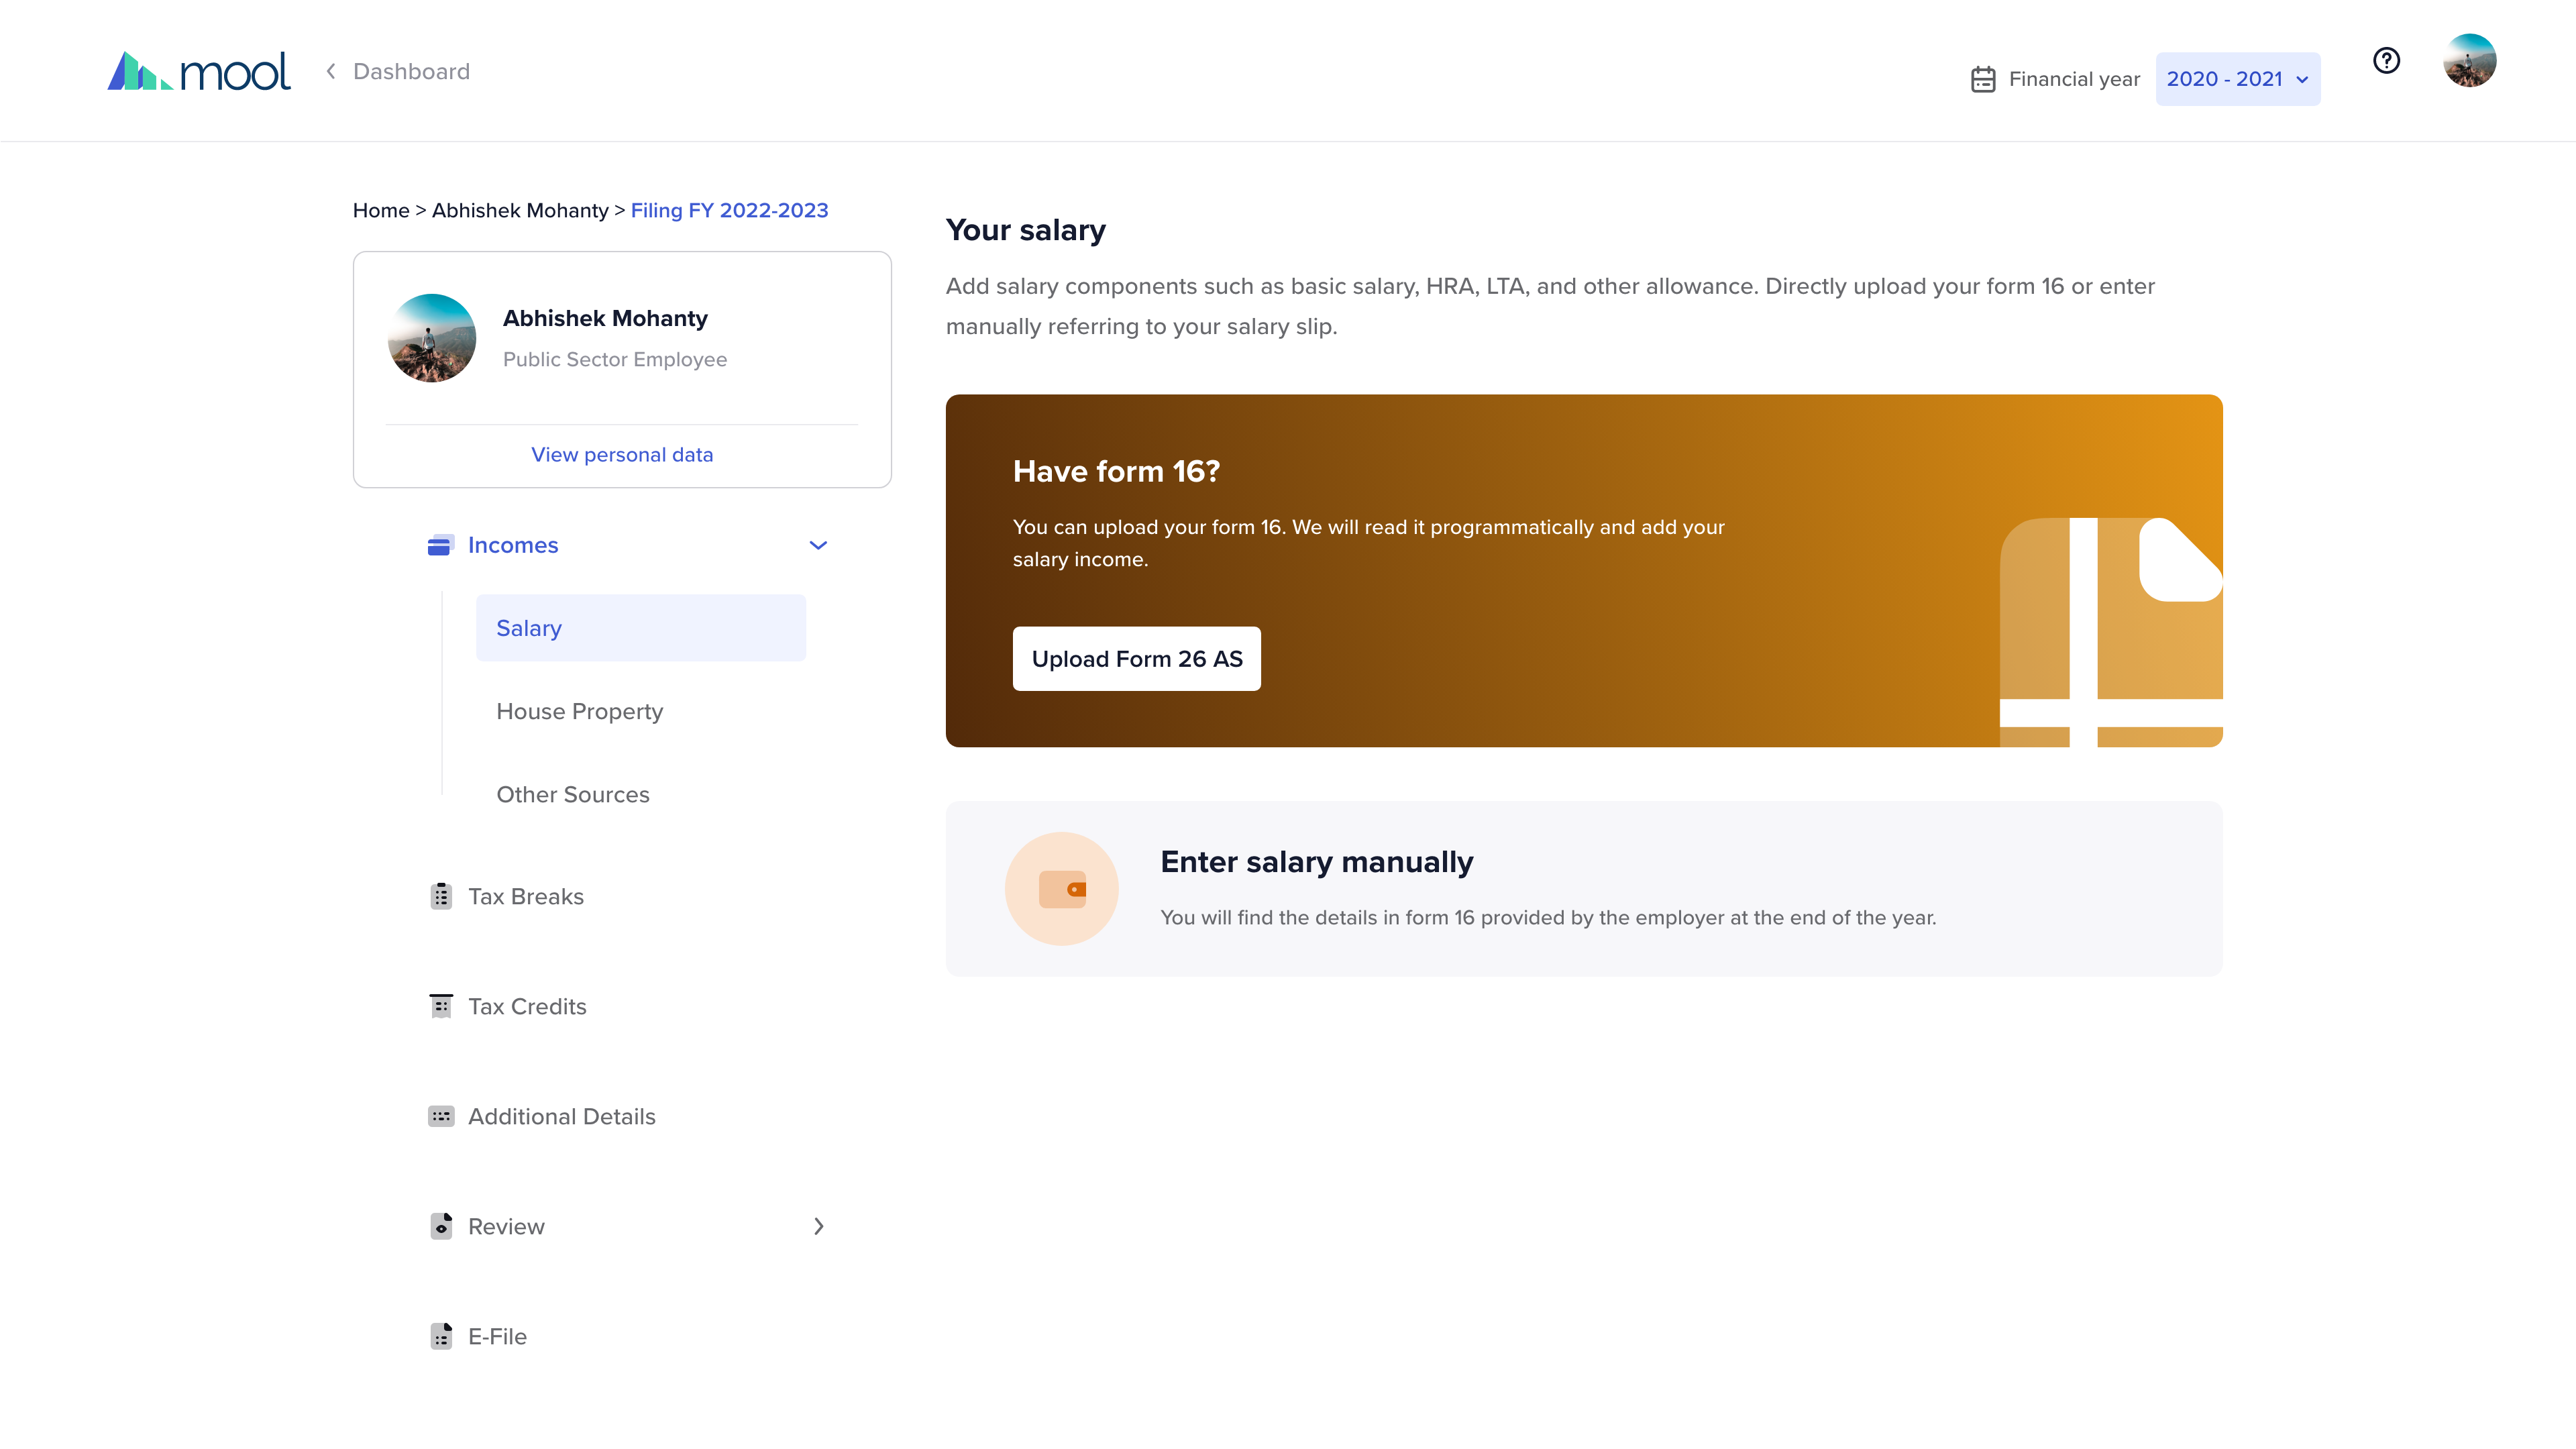 mool
Dashboard
Financial year
2020 - 2021
Home > Abhishek Mohanty > Filing FY 2022-2023
Abhishek Mohanty
Public Sector Employee
View personal data
Incomes
Salary
House Property
Other Sources
Tax Breaks
Tax Credits
Additional Details
Review
E-File
Your salary
Add salary components such as basic salary, HRA, LTA, and other allowance. Directly upload your form 16 or enter
manually referring to your salary slip.
Have form 16?
You can upload your form 16. We will read it programmatically and add your
salary income.
Upload Form 26 AS
Enter salary manually
You will find the details in form 16 provided by the employer at the end of the year.